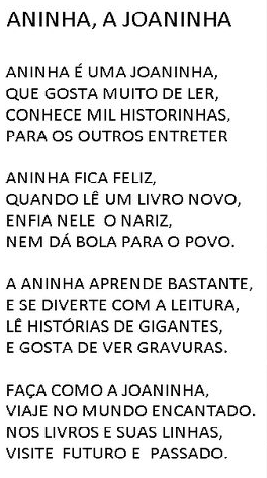 ANINHA, A JOANINHA
ANINHA É UMA JOANINHA,
QUE GOSTA MUITO DE LER,
CONHECE MIL HISTORINHAS,
PARA OS OUTROS ENTRETER
ANINHA FICA FELIZ,
QUANDO LÊ UM LIVRO NOVO,
ENFIA NELE O NARIZ,
NEM DÁ BOLA PARA O POVO.
A ANINHA APRENDE BASTANTE,
E SE DIVERTE COM A LEITURA,
LÊ HISTÓRIAS DE GIGANTES,
E GOSTA DE VER GRAVURAS.
FAÇA COMO A JOANINHA,
VIAJE NO MUNDO ENCANTADO.
NOS LIVROS E SUAS LINHAS,
VISITE FUTURO E PASSADO.